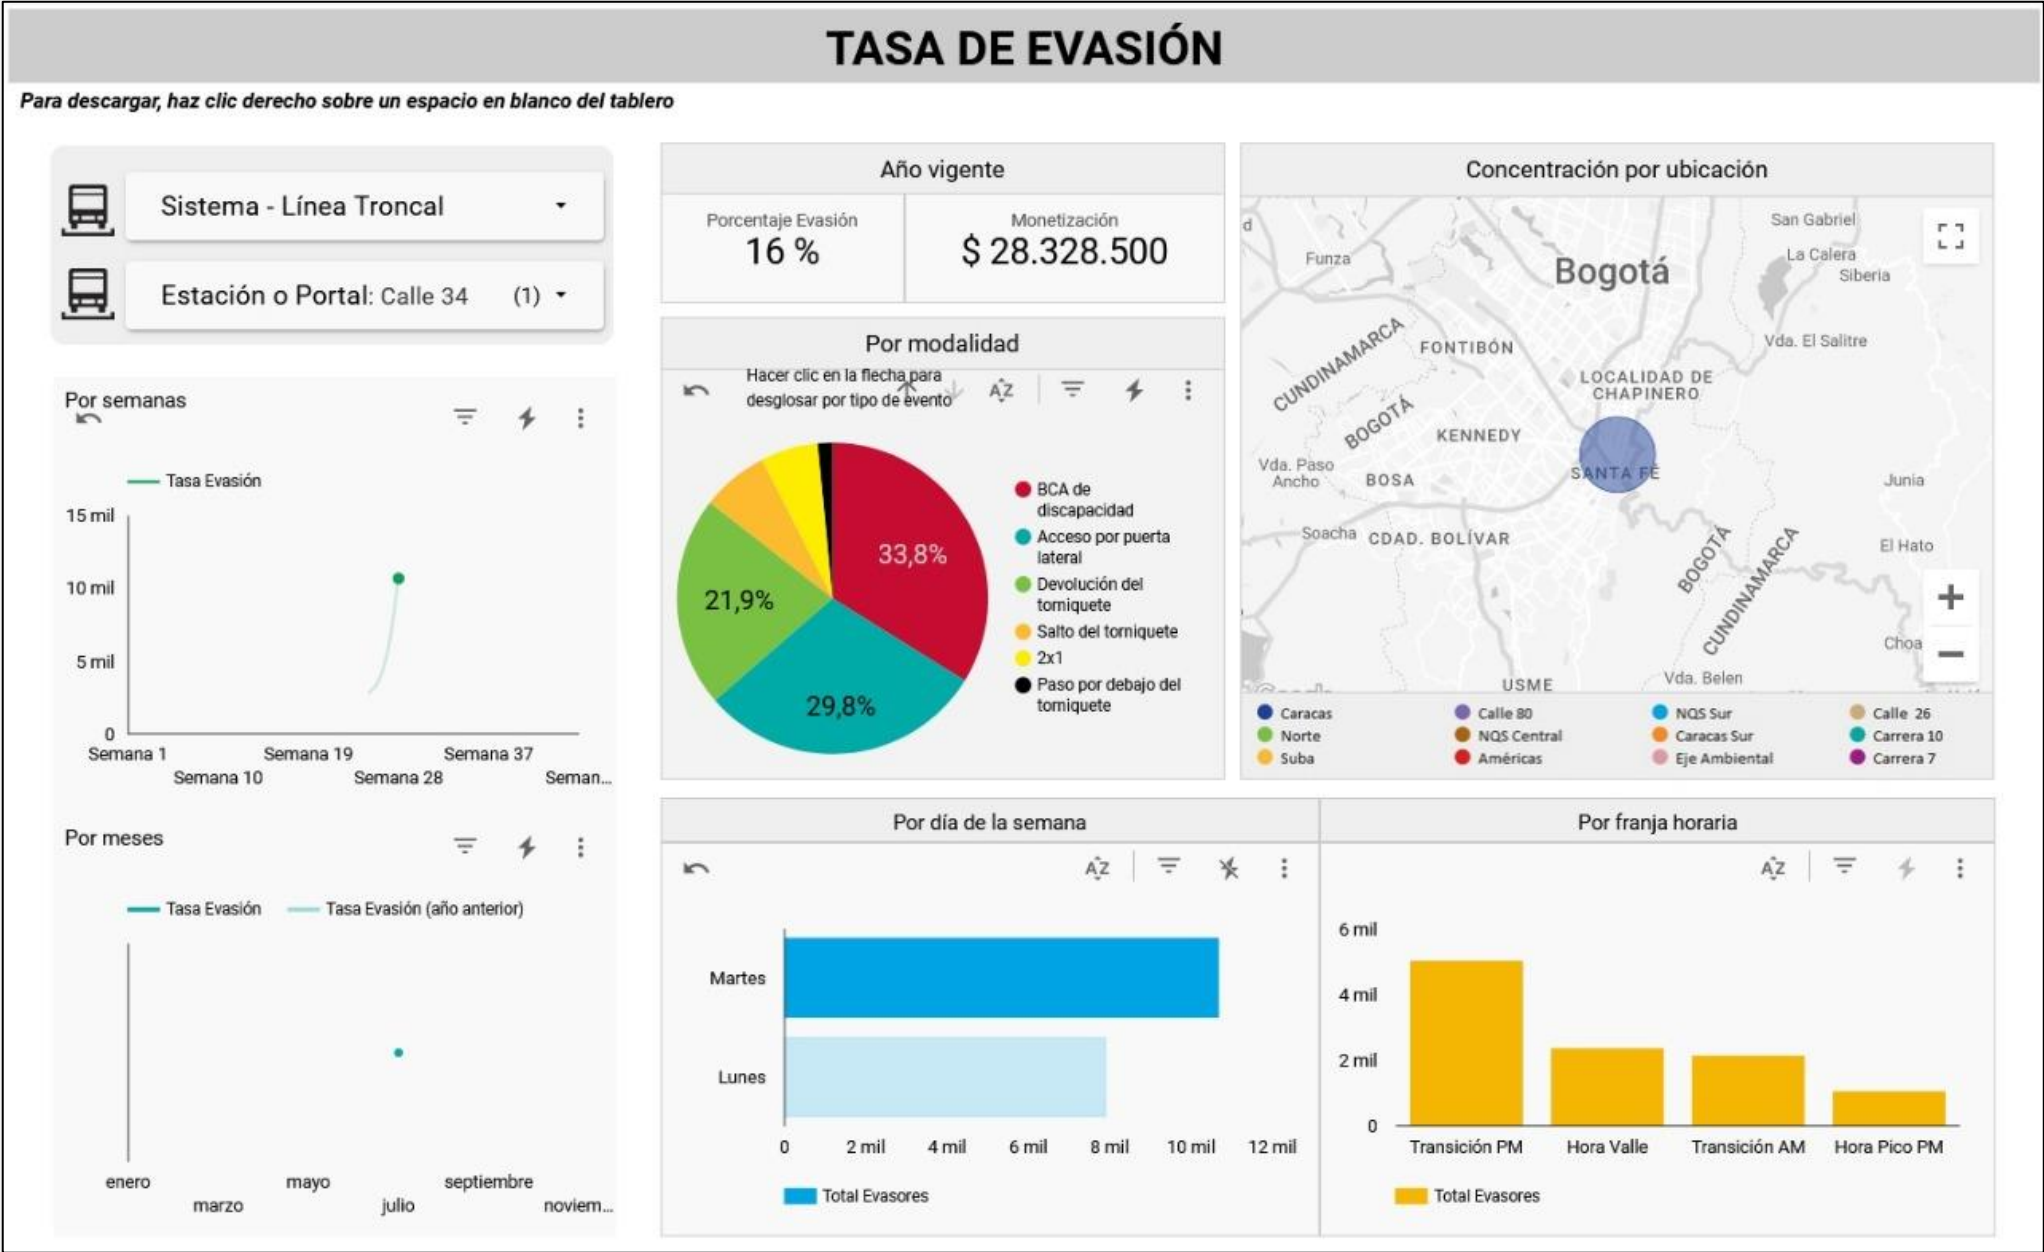 TASA DE EVASIÓN
Para descargar, haz clic derecho sobre un espacio en blanco del tablero
Sistema - Línea Troncal
Estación o Portal: Calle 34 (1)
Por semanas
Tasa Evasión
15 mil
10 mil
5 mil
0
Semana 1
Semana 19
Semana 37
Semana 10
Semana 28
Seman...
Por meses
Tasa Evasión
Tasa Evasión (año anterior)
enero
mayo
septiembre
marzo
julio
noviem...
Año vigente
Porcentaje Evasión
16 %
Monetización
$ 28.328.500
Por modalidad
Hacer clic en la flecha para
desglosar por tipo de evento
AZ
33,8%
21,9%
29,8%
BCA de
discapacidad
Acceso por puerta
lateral
Devolución del
torniquete
Salto del torniquete
2x1
Paso por debajo del
torniquete
Concentración por ubicación
d
San Gabriel
Funza
La Calera
Bogotá
Siberia
CUNDINAMARCA
FONTIBÓN
Vda. El Salitre
LOCALIDAD DE
CHAPINERO
BOGOTÁ
KENNEDY
Vda. Paso
Ancho
BOSA
SANTA FÉ
Junia
Soacha
CDAD. BOLÍVAR
BOGOTÁ
CUNDINAMARCA
El Hato
+
Choa
−
USME
Vda. Belen
Caracas
Calle 80
NQS Sur
Calle 26
Norte
NQS Central
Caracas Sur
Carrera 10
Suba
Américas
Eje Ambiental
Carrera 7
Por día de la semana
AZ
Martes
Lunes
0
2 mil
4 mil
6 mil
8 mil
10 mil
12 mil
Total Evasores
Por franja horaria
AZ
6 mil
4 mil
2 mil
0
Transición PM
Hora Valle
Transición AM
Hora Pico PM
Total Evasores